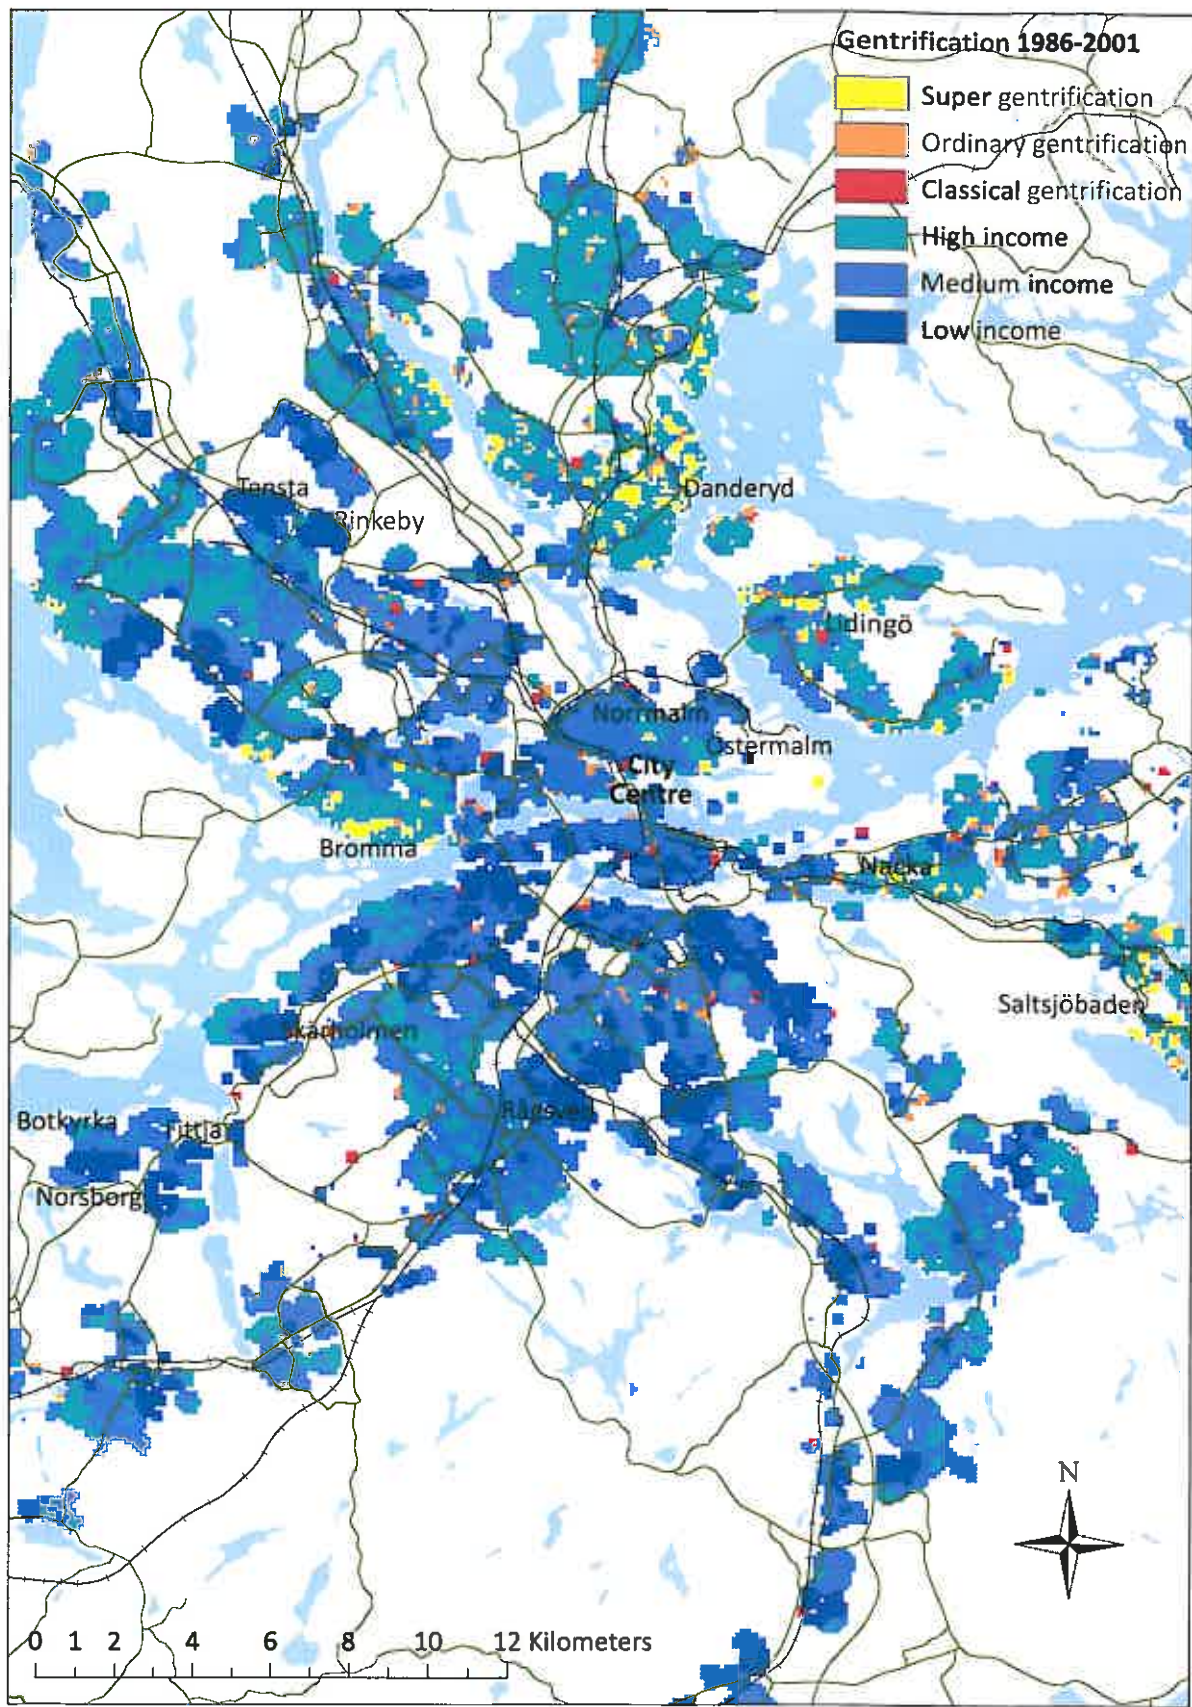 Gentrification 1986-2001
Super gentrification
Ordinary gentrification
Classical gentrification
High income
Medium income
Low income
Tensta
Rinkeby
Danderyd
Lidingö
Norrmalm
Östermalm
City
Centre
Bromma
Nacka
Saltsjöbaden
Skärholmen
Botkyrka
Fittja
Rågsved
Norsborg
N
0 1 2 4 6 8 10 12 Kilometers